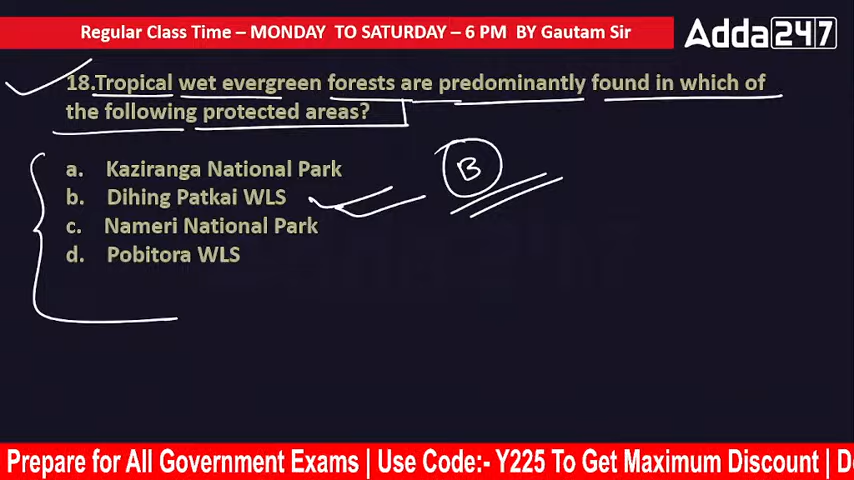 Regular Class Time – MONDAY TO SATURDAY – 6 PM BY Gautam Sir
Adda247
18.Tropical wet evergreen forests are predominantly found in which of
the following protected areas?
a. Kaziranga National Park
b. Dihing Patkai WLS
c. Nameri National Park
d. Pobitora WLS
B
Prepare for All Government Exams | Use Code:- Y225 To Get Maximum Discount | D